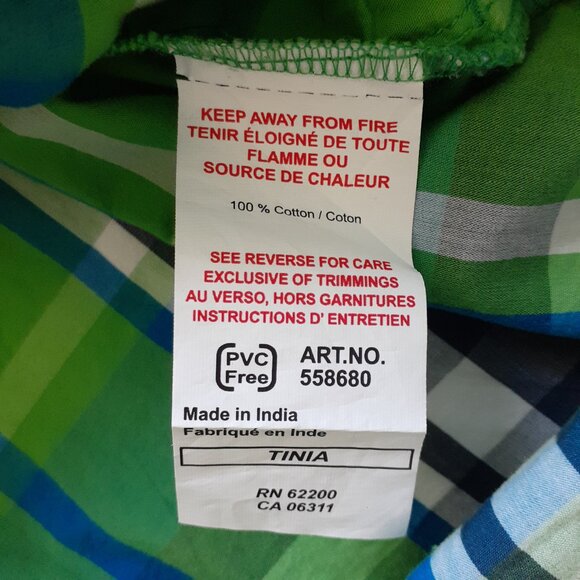 KEEP AWAY FROM FIRE
TENIR ÉLOIGNÉ DE TOUTE
FLAMME OU
SOURCE DE CHALEUR
100 % Cotton / Coton
SEE REVERSE FOR CARE
EXCLUSIVE OF TRIMMINGS
AU VERSO, HORS GARNITURES
INSTRUCTIONS D' ENTRETIEN
PVC Free
ART.NO.
558680
Made in India
Fabriqué en Inde
TINIA
RN 62200
CA 06311